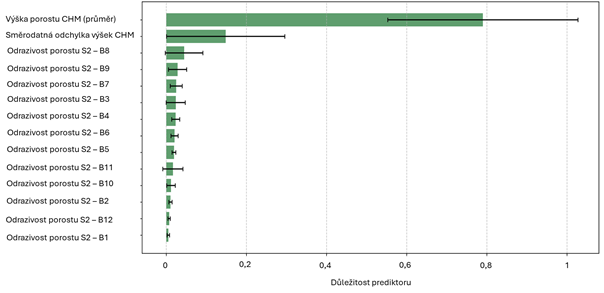 Výška porostu CHM (průměr)
Směrodatná odchylka výšek CHM
Odrazivost porostu S2 – B8
Odrazivost porostu S2 – B9
Odrazivost porostu S2 – B7
Odrazivost porostu S2 – B3
Odrazivost porostu S2 – B4
Odrazivost porostu S2 – B6
Odrazivost porostu S2 – B5
Odrazivost porostu S2 – B11
Odrazivost porostu S2 – B10
Odrazivost porostu S2 – B2
Odrazivost porostu S2 – B12
Odrazivost porostu S2 – B1
0 0,2 0,4 0,6 0,8 1
Důležitost prediktoru